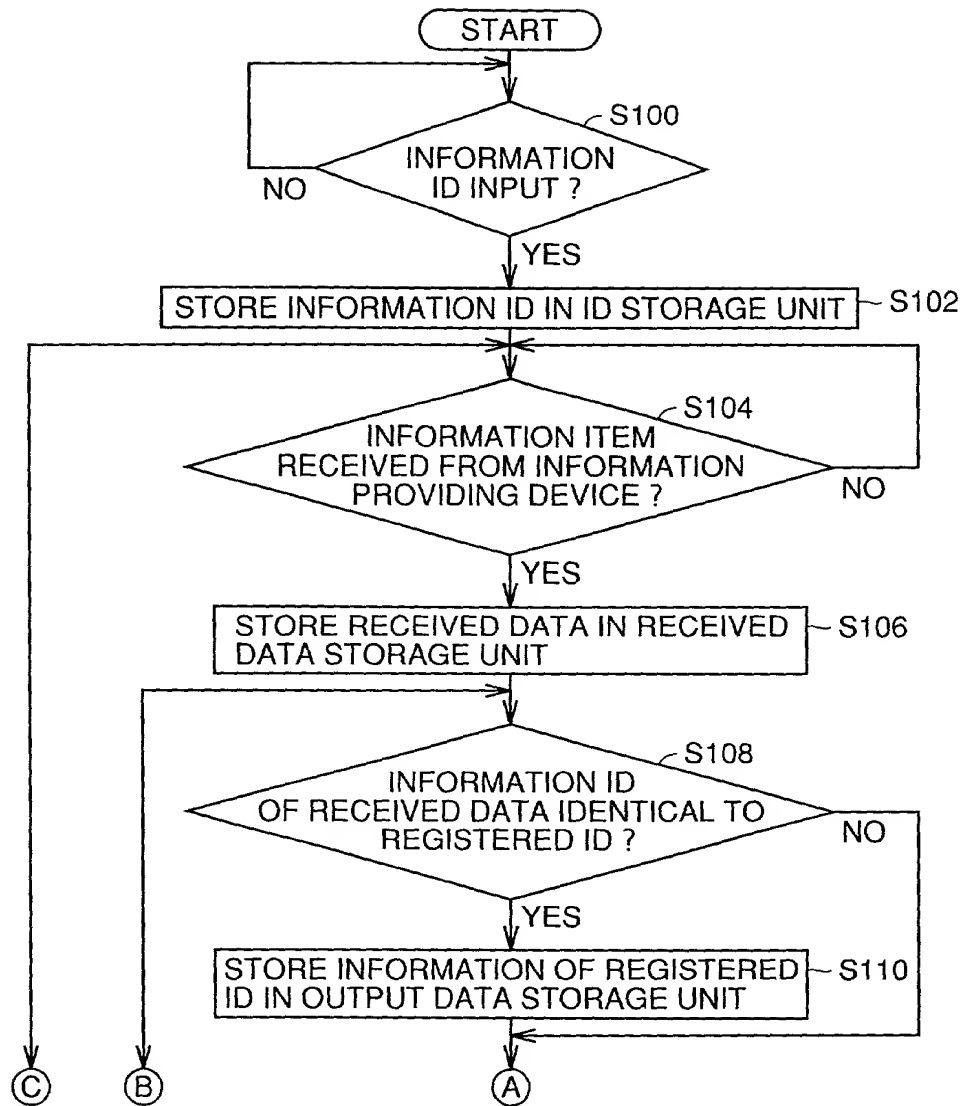 START
S100
INFORMATION
ID INPUT ?
NO
YES
STORE INFORMATION ID IN ID STORAGE UNIT
S102
S104
INFORMATION ITEM
RECEIVED FROM INFORMATION
PROVIDING DEVICE ?
NO
YES
STORE RECEIVED DATA IN RECEIVED
DATA STORAGE UNIT
S106
S108
INFORMATION ID
OF RECEIVED DATA IDENTICAL TO
REGISTERED ID ?
NO
YES
STORE INFORMATION OF REGISTERED
ID IN OUTPUT DATA STORAGE UNIT
S110
C
B
A